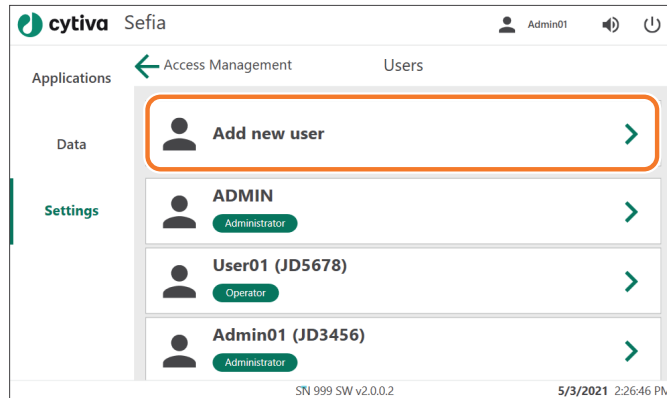 cytiva Sefia
Admin01
Applications
Access Management
Users
Add new user
Data
ADMIN
Administrator
Settings
User01 (JD5678)
Operator
Admin01 (JD3456)
Administrator
SN 999 SW v2.0.0.2
5/3/2021 2:26:46 PM